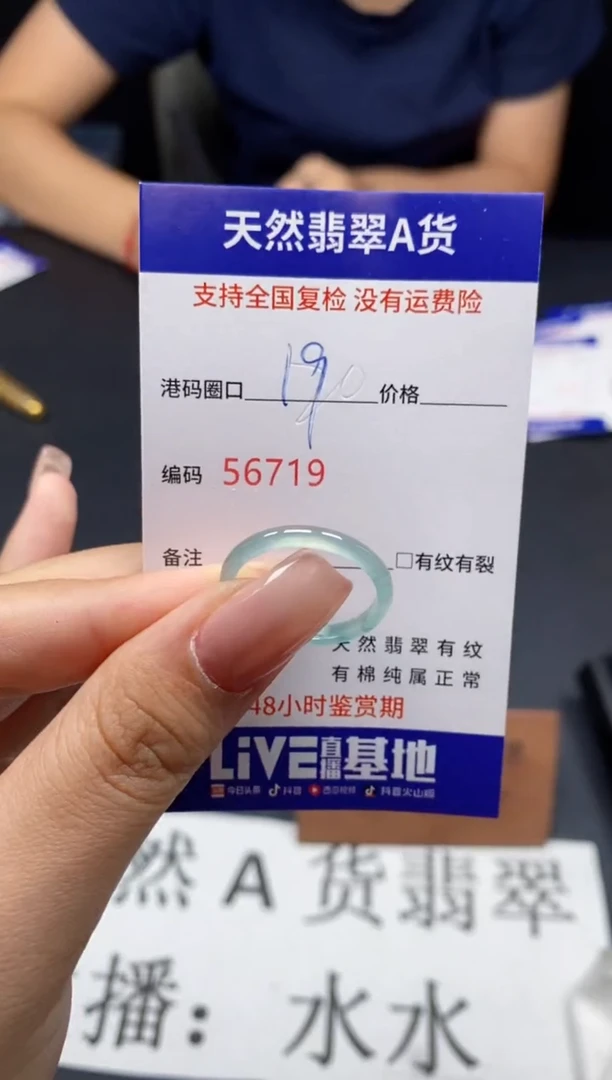 天然翡翠A货
支持全国复检 没有运费险
港码圈口 19 价格
编码 56719
备注 □有纹有裂
天然翡翠有纹
有棉纯属正常
48小时鉴赏期
LiVE直播基地
今日头条 抖音 西瓜视频 抖音火山版
然A货翡翠
播：水水